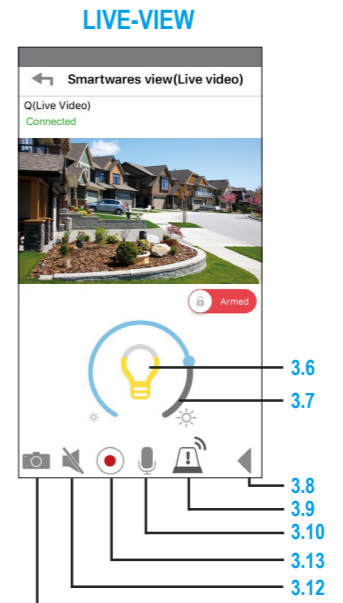 LIVE-VIEW
Smartwares view(Live video)
Q(Live Video)
Connected
Armed
3.6
3.7
3.8
3.9
3.10
3.13
3.12